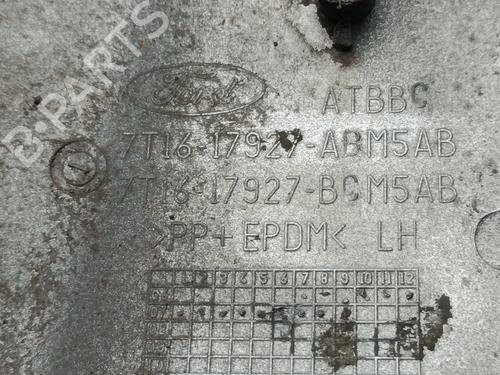 B-PARTS
Ford
ATBBC
7T16-17927-ABM5AB
7T16-17927-BCM5AB
>PP+EPDM< LH
1 2 3 4 5 6 7 8 9 10 11 12
07